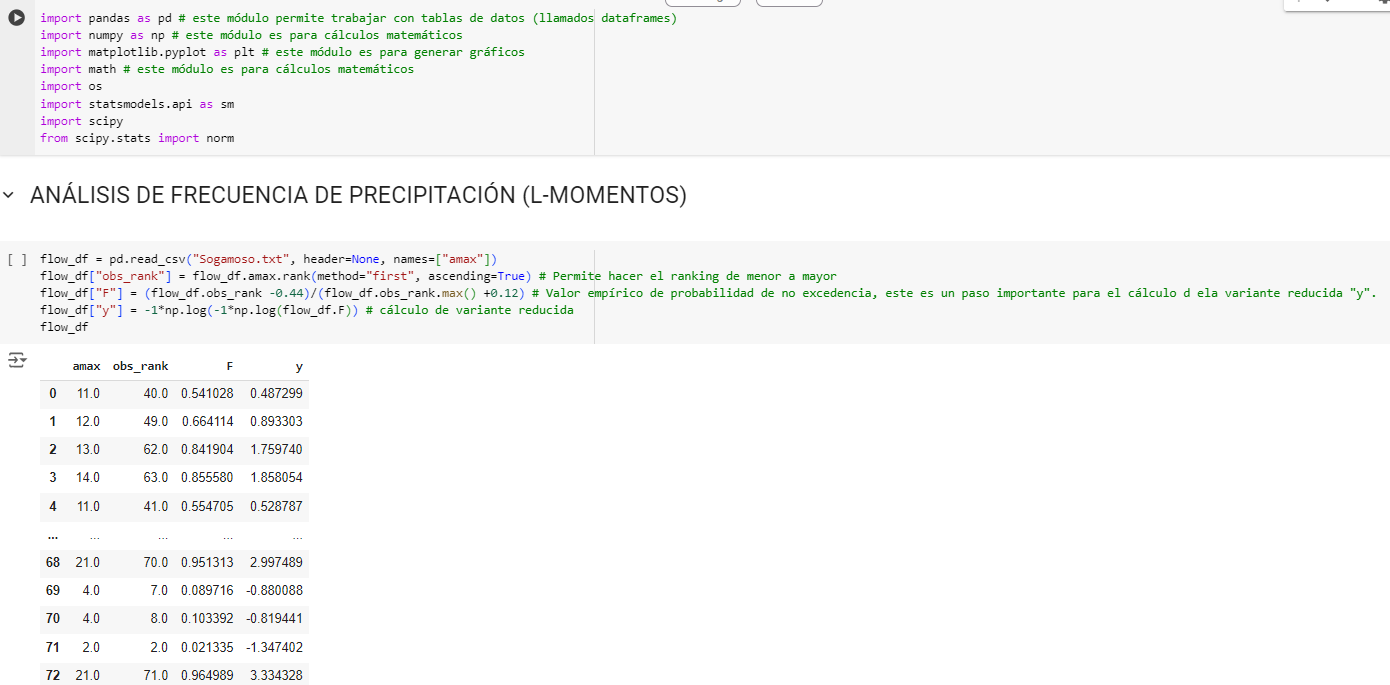 import pandas as pd # este módulo permite trabajar con tablas de datos (llamados dataframes)
import numpy as np # este módulo es para cálculos matemáticos
import matplotlib.pyplot as plt # este módulo es para generar gráficos
import math # este módulo es para cálculos matemáticos
import os
import statsmodels.api as sm
import scipy
from scipy.stats import norm
ANÁLISIS DE FRECUENCIA DE PRECIPITACIÓN (L-MOMENTOS)
[ ] flow_df = pd.read_csv("Sogamoso.txt", header=None, names=["amax"])
flow_df["obs_rank"] = flow_df.amax.rank(method="first", ascending=True) # Permite hacer el ranking de menor a mayor
flow_df["F"] = (flow_df.obs_rank -0.44)/(flow_df.obs_rank.max() +0.12) # Valor empírico de probabilidad de no excedencia, este es un paso importante para el cálculo d ela variante reducida "y".
flow_df["y"] = -1*np.log(-1*np.log(flow_df.F)) # cálculo de variante reducida
flow_df
amax obs_rank F y
0 11.0 40.0 0.541028 0.487299
1 12.0 49.0 0.664114 0.893303
2 13.0 62.0 0.841904 1.759740
3 14.0 63.0 0.855580 1.858054
4 11.0 41.0 0.554705 0.528787
... ... ... ... ...
68 21.0 70.0 0.951313 2.997489
69 4.0 7.0 0.089716 -0.880088
70 4.0 8.0 0.103392 -0.819441
71 2.0 2.0 0.021335 -1.347402
72 21.0 71.0 0.964989 3.334328